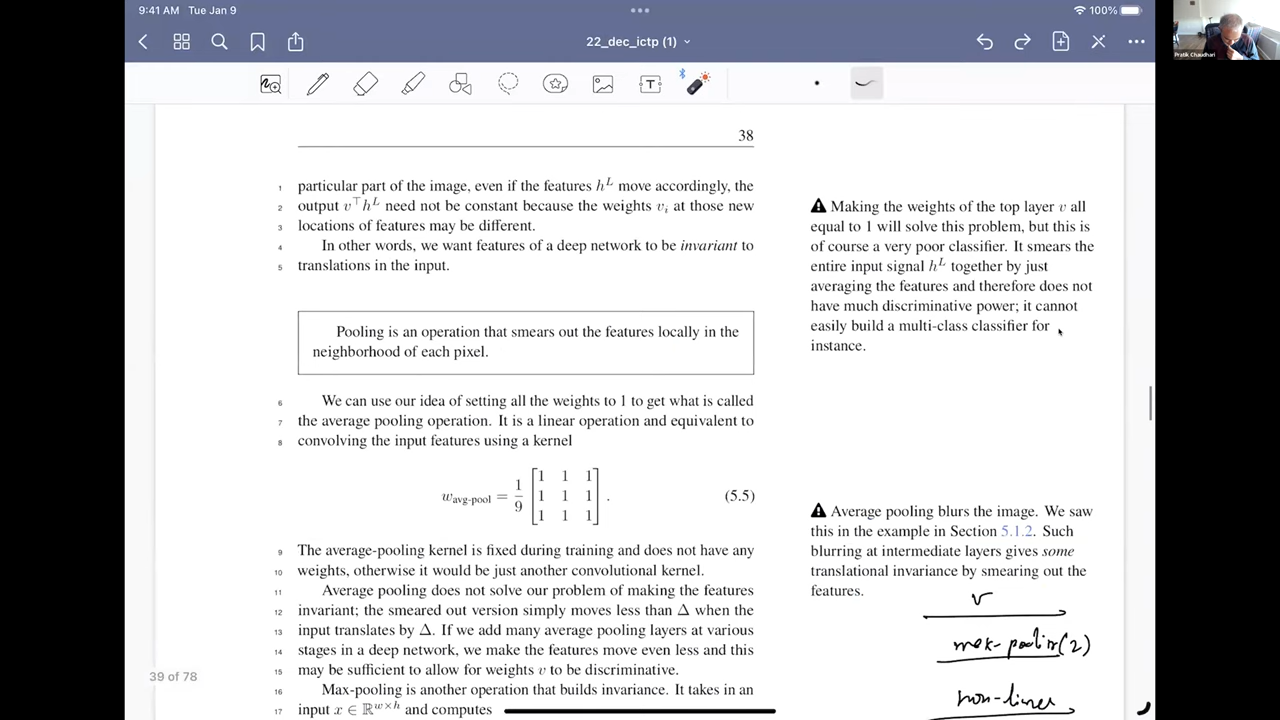 9:41 AM Tue Jan 9
100%
Pratik Chaudhari
22_dec_ictp (1)
T
38
1 particular part of the image, even if the features h^L move accordingly, the
2 output v^⊤h^L need not be constant because the weights v_i at those new
3 locations of features may be different.
4 In other words, we want features of a deep network to be invariant to
5 translations in the input.
Pooling is an operation that smears out the features locally in the
neighborhood of each pixel.
6 We can use our idea of setting all the weights to 1 to get what is called
7 the average pooling operation. It is a linear operation and equivalent to
8 convolving the input features using a kernel
w_avg-pool = 1/9 [1 1 1
1 1 1
1 1 1] . (5.5)
9 The average-pooling kernel is fixed during training and does not have any
10 weights, otherwise it would be just another convolutional kernel.
11 Average pooling does not solve our problem of making the features
12 invariant; the smeared out version simply moves less than Δ when the
13 input translates by Δ. If we add many average pooling layers at various
14 stages in a deep network, we make the features move even less and this
15 may be sufficient to allow for weights v to be discriminative.
16 Max-pooling is another operation that builds invariance. It takes in an
17 input x ∈ ℝ^{w×h} and computes
39 of 78
Making the weights of the top layer v all
equal to 1 will solve this problem, but this is
of course a very poor classifier. It smears the
entire input signal h^L together by just
averaging the features and therefore does not
have much discriminative power; it cannot
easily build a multi-class classifier for
instance.
Average pooling blurs the image. We saw
this in the example in Section 5.1.2. Such
blurring at intermediate layers gives some
translational invariance by smearing out the
features.
v
max-pooling(2)
non-linear